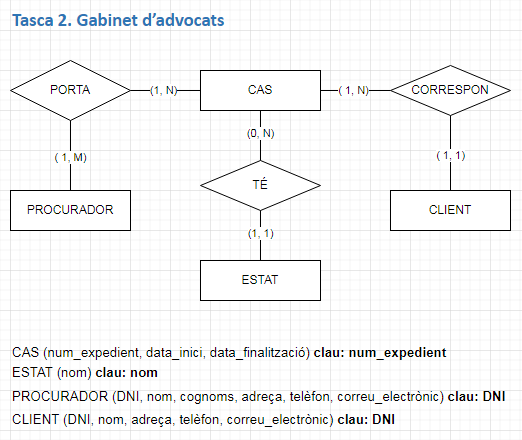 Tasca 2. Gabinet d’advocats
PORTA
(1, N)
CAS
( 1, N)
CORRESPON
(0, N)
( 1, M)
( 1, 1)
TÉ
PROCURADOR
CLIENT
(1, 1)
ESTAT
CAS (num_expedient, data_inici, data_finalització) clau: num_expedient
ESTAT (nom) clau: nom
PROCURADOR (DNI, nom, cognoms, adreça, telèfon, correu_electrònic) clau: DNI
CLIENT (DNI, nom, adreça, telèfon, correu_electrònic) clau: DNI